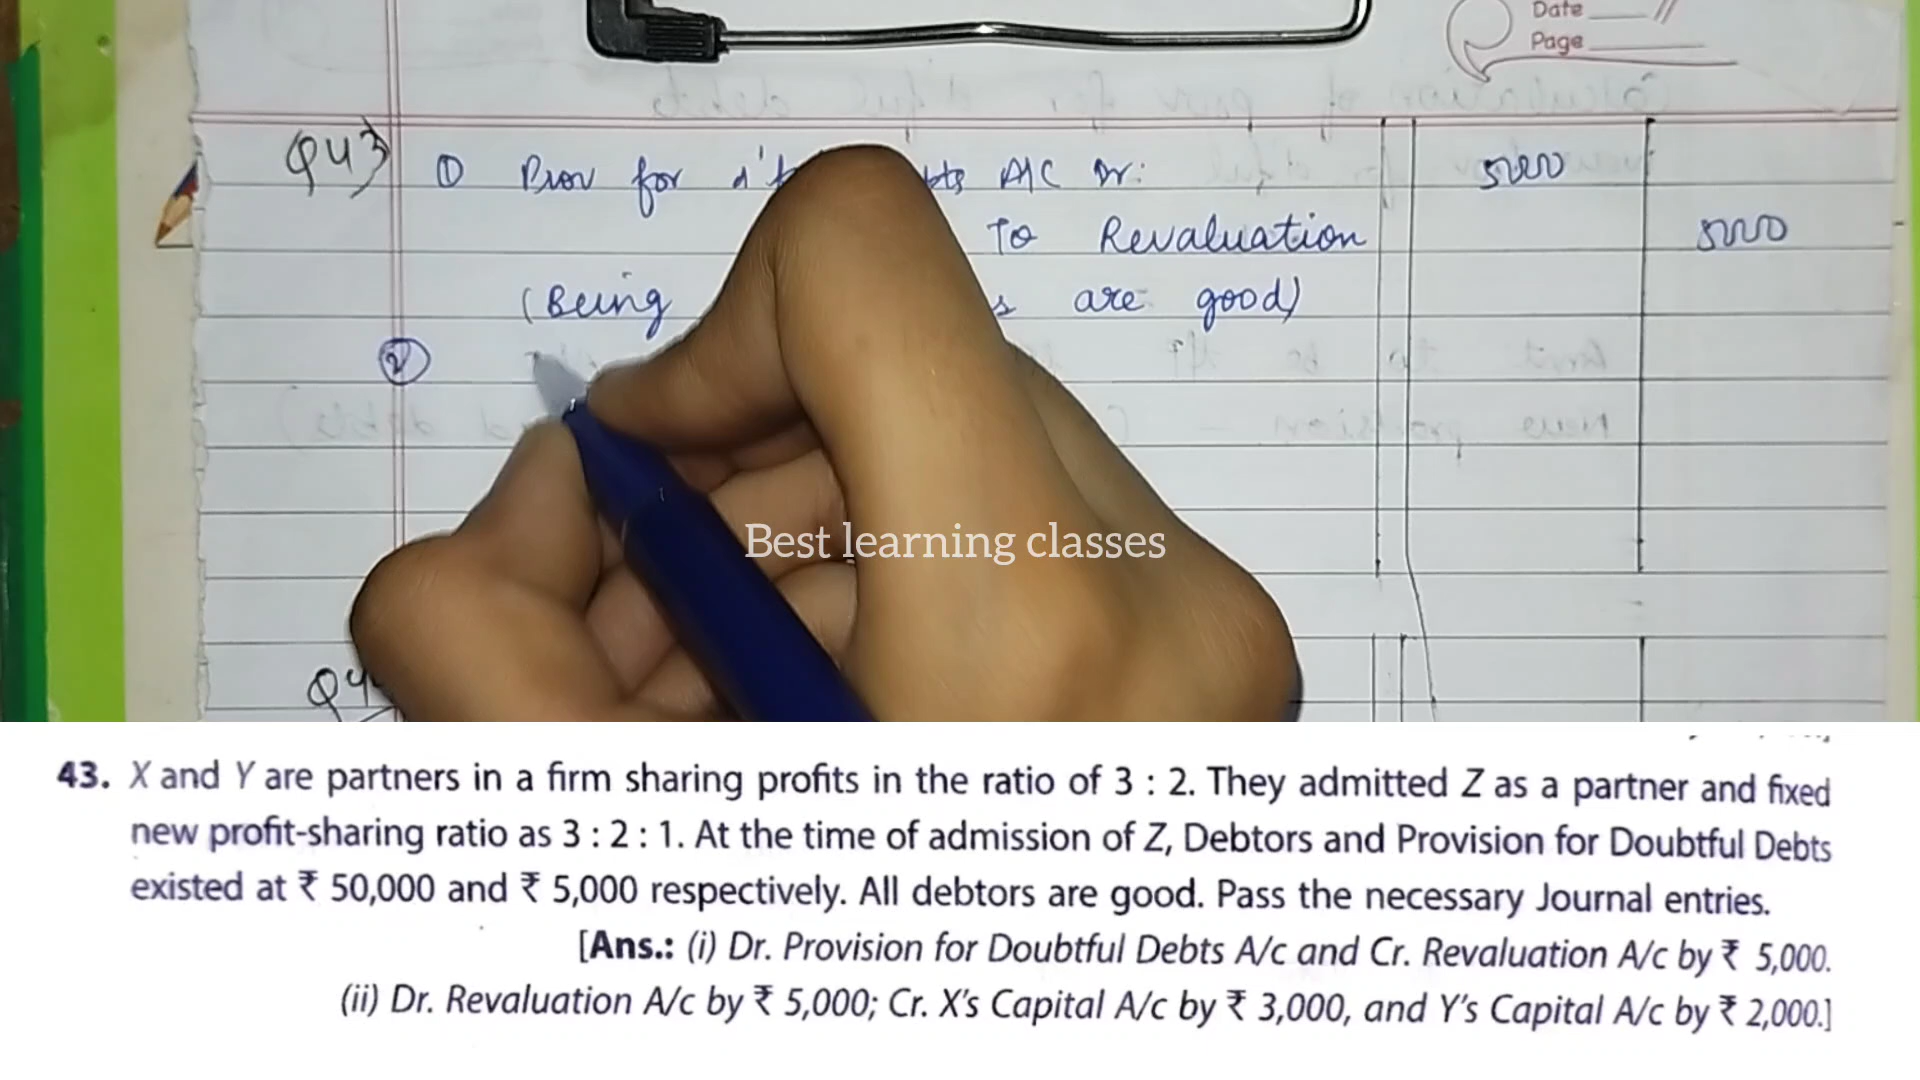 Date
Page
Q43 ① Prov for d' bts A/C Dr: 5000
To Revaluation 5000
(Being are good)
②
Best learning classes
43. X and Y are partners in a firm sharing profits in the ratio of 3 : 2. They admitted Z as a partner and fixed
new profit-sharing ratio as 3 : 2 : 1. At the time of admission of Z, Debtors and Provision for Doubtful Debts
existed at ₹ 50,000 and ₹ 5,000 respectively. All debtors are good. Pass the necessary Journal entries.
[Ans.: (i) Dr. Provision for Doubtful Debts A/c and Cr. Revaluation A/c by ₹ 5,000.
(ii) Dr. Revaluation A/c by ₹ 5,000; Cr. X's Capital A/c by ₹ 3,000, and Y's Capital A/c by ₹ 2,000.]